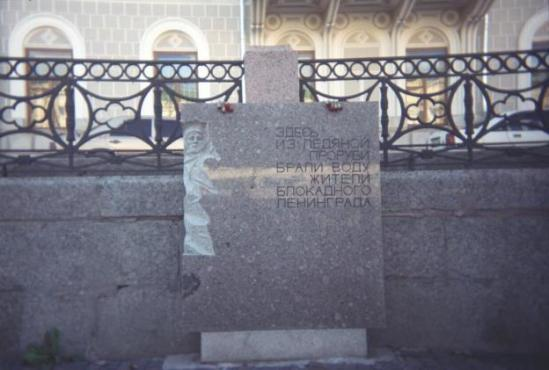 ЗДЕСЬ
ИЗ ЛЕДЯНОЙ
ПРОРУБИ
БРАЛИ ВОДУ
ЖИТЕЛИ
БЛОКАДНОГО
ЛЕНИНГРАДА